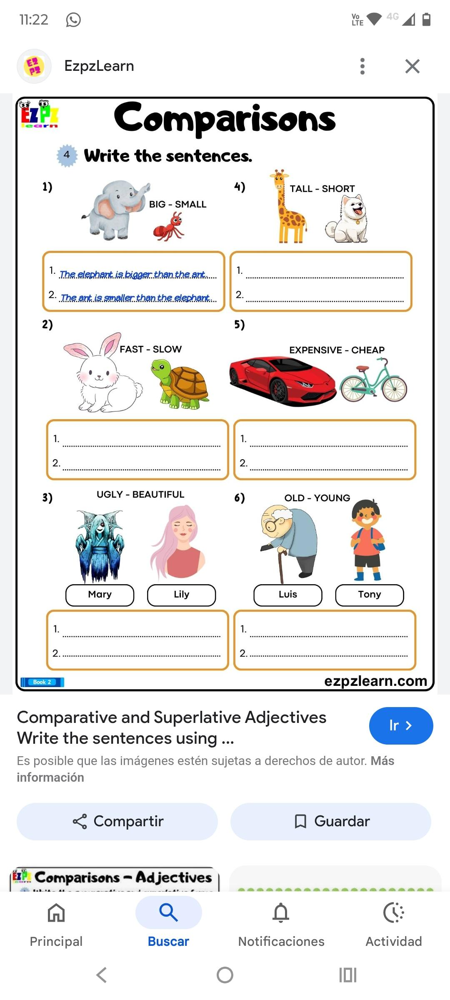 11:22
Vo
LTE
4G
EZ
PZ
EzpzLearn
EZPZ
learn
Comparisons
4 Write the sentences.
1)
BIG - SMALL
1. The elephant is bigger than the ant.
2. The ant is smaller than the elephant.
4)
TALL - SHORT
1.
2.
2)
FAST - SLOW
1.
2.
5)
EXPENSIVE - CHEAP
1.
2.
3)
UGLY - BEAUTIFUL
Mary
Lily
1.
2.
6)
OLD - YOUNG
Luis
Tony
1.
2.
Book 2
ezpzlearn.com
Comparative and Superlative Adjectives
Write the sentences using ...
Ir
Es posible que las imágenes estén sujetas a derechos de autor. Más
información
Compartir
Guardar
EZPZ
learn
Comparisons - Adjectives
Principal
Buscar
Notificaciones
Actividad